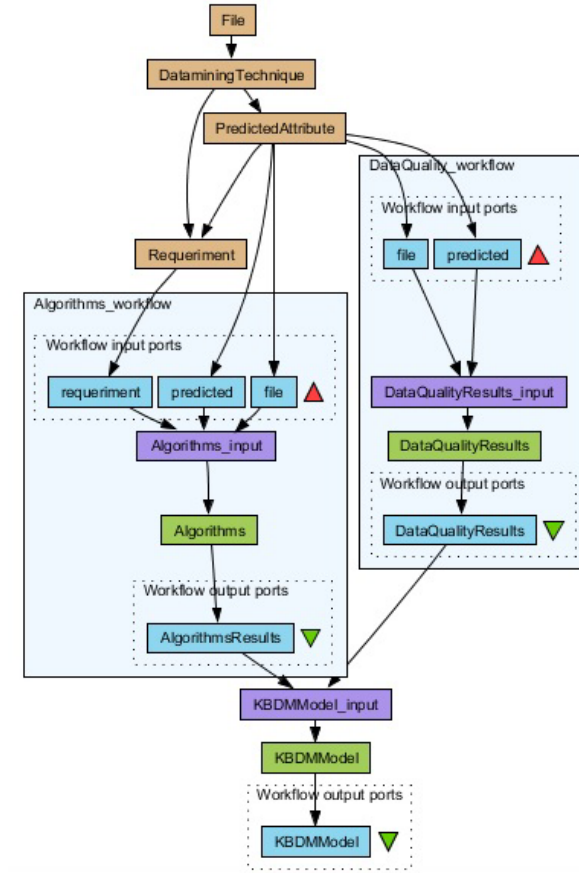 File
DataminingTechnique
PredictedAttribute
DataQuality_workflow
Workflow input ports
file
predicted
Requeriment
Algorithms_workflow
Workflow input ports
requeriment
predicted
file
DataQualityResults_input
Algorithms_input
DataQualityResults
Workflow output ports
Algorithms
DataQualityResults
Workflow output ports
AlgorithmsResults
KBDMModel_input
KBDMModel
Workflow output ports
KBDMModel